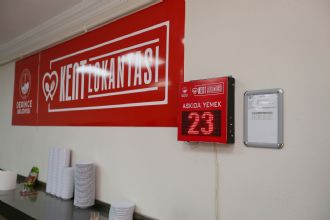 DERİNCE
BELEDİYESİ
KENT
LOKANTASI
KENT LOKANTASI
ASKIDA YEMEK
23